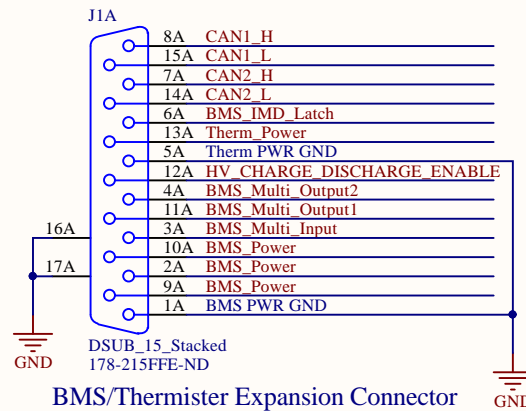 J1A
8A CAN1_H
15A CAN1_L
7A CAN2_H
14A CAN2_L
6A BMS_IMD_Latch
13A Therm_Power
5A Therm PWR GND
12A HV_CHARGE_DISCHARGE_ENABLE
4A BMS_Multi_Output2
11A BMS_Multi_Output1
16A 3A BMS_Multi_Input
10A BMS_Power
17A 2A BMS_Power
9A BMS_Power
1A BMS PWR GND
GND
DSUB_15_Stacked
178-215FFE-ND
GND
BMS/Thermister Expansion Connector